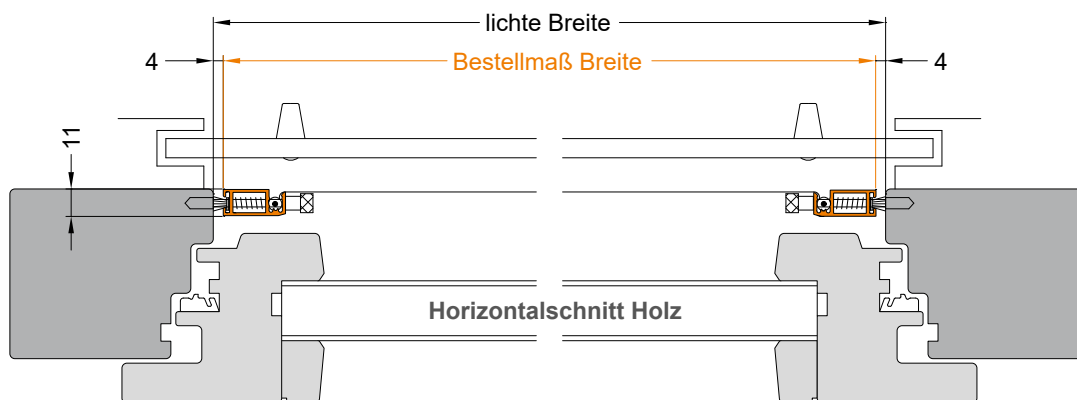 lichte Breite
4
Bestellmaß Breite
4
11
Horizontalschnitt Holz